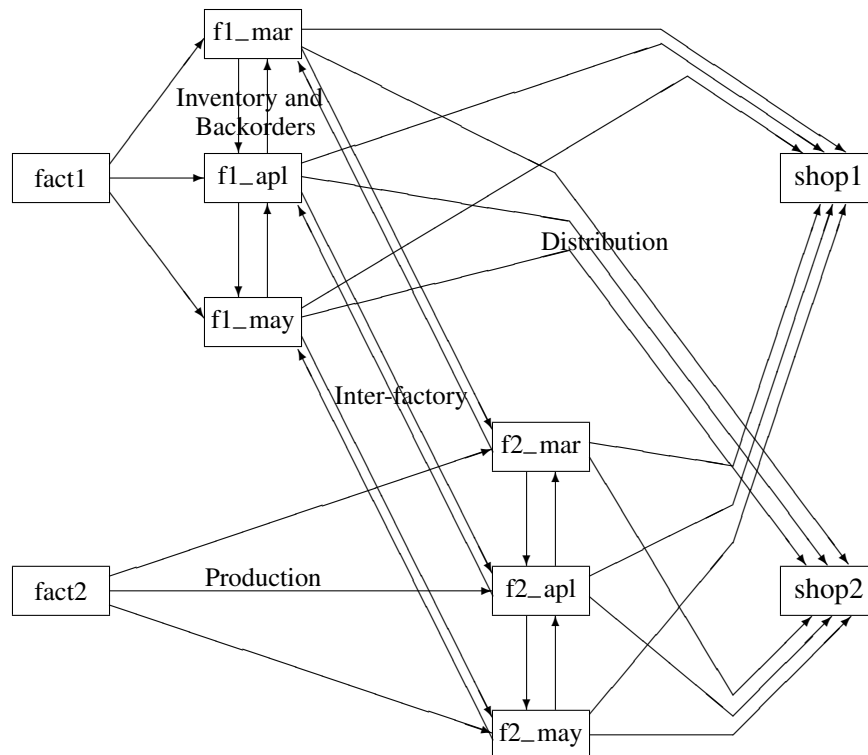 f1_mar
Inventory and
Backorders
fact1
f1_apl
shop1
Distribution
f1_may
Inter-factory
f2_mar
Production
fact2
f2_apl
shop2
f2_may